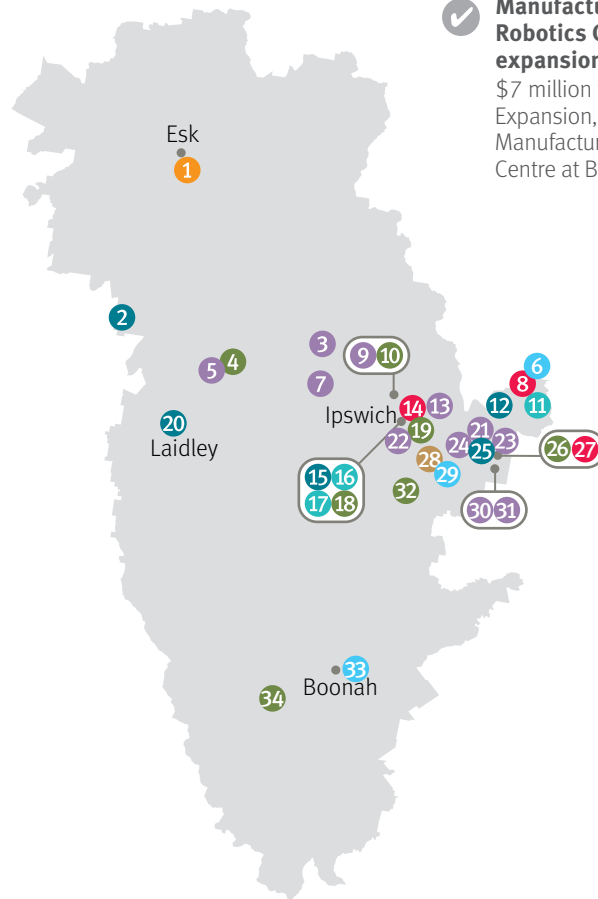 Robotics
expansion
$7 million
Expansion,
Manufactur
Centre at B
Esk
1
2
3
9 10
5 4
6
7
8
14 13
12 11
Ipswich
20
19
21
22
24 25 23
Laidley
26 27
28
15 16
29
17 18
32
30 31
33
Boonah
34